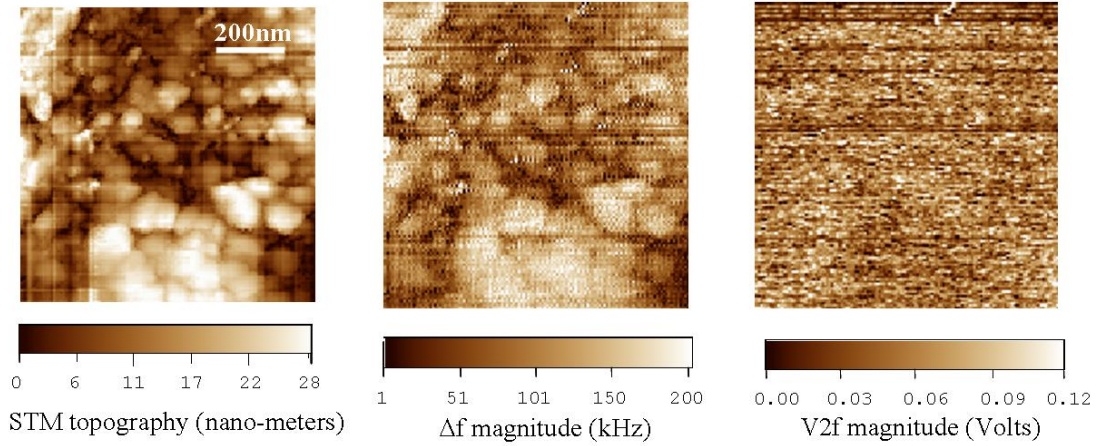 200nm
0 6 11 17 22 28
STM topography (nano-meters)
1 51 101 150 200
Δf magnitude (kHz)
0.00 0.03 0.06 0.09 0.12
V2f magnitude (Volts)